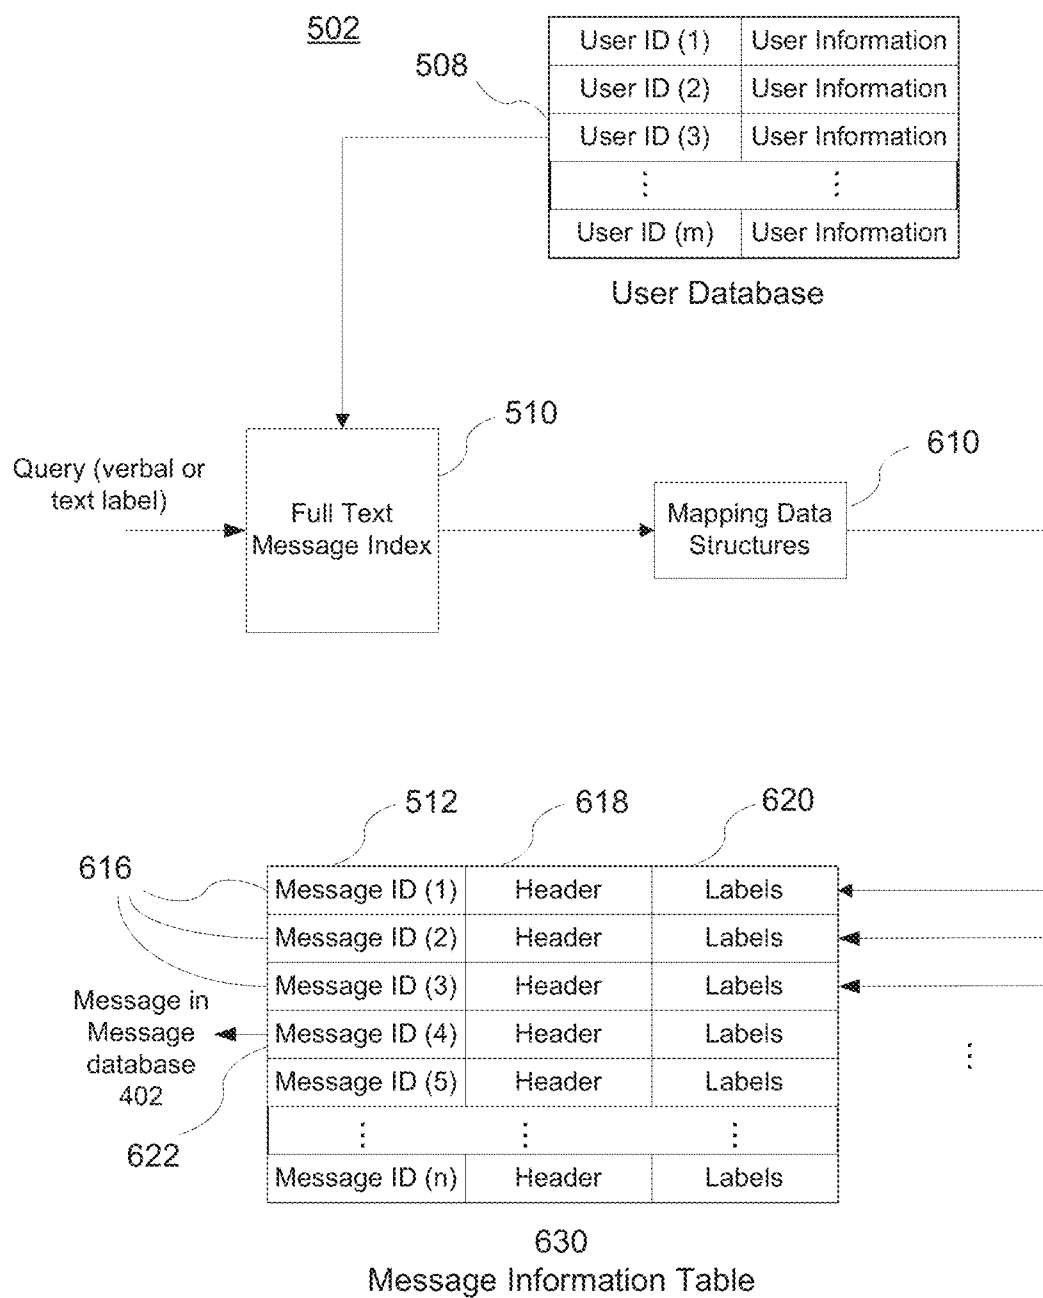 502
508
User ID (1) User Information
User ID (2) User Information
User ID (3) User Information
⋮ ⋮
User ID (m) User Information
User Database
510
610
Query (verbal or
text label)
Full Text
Message Index
Mapping Data
Structures
512 618 620
616
Message ID (1) Header Labels
Message ID (2) Header Labels
Message ID (3) Header Labels
Message ID (4) Header Labels
Message ID (5) Header Labels
⋮ ⋮ ⋮
Message ID (n) Header Labels
Message in
Message
database
402
622
⋮
630
Message Information Table